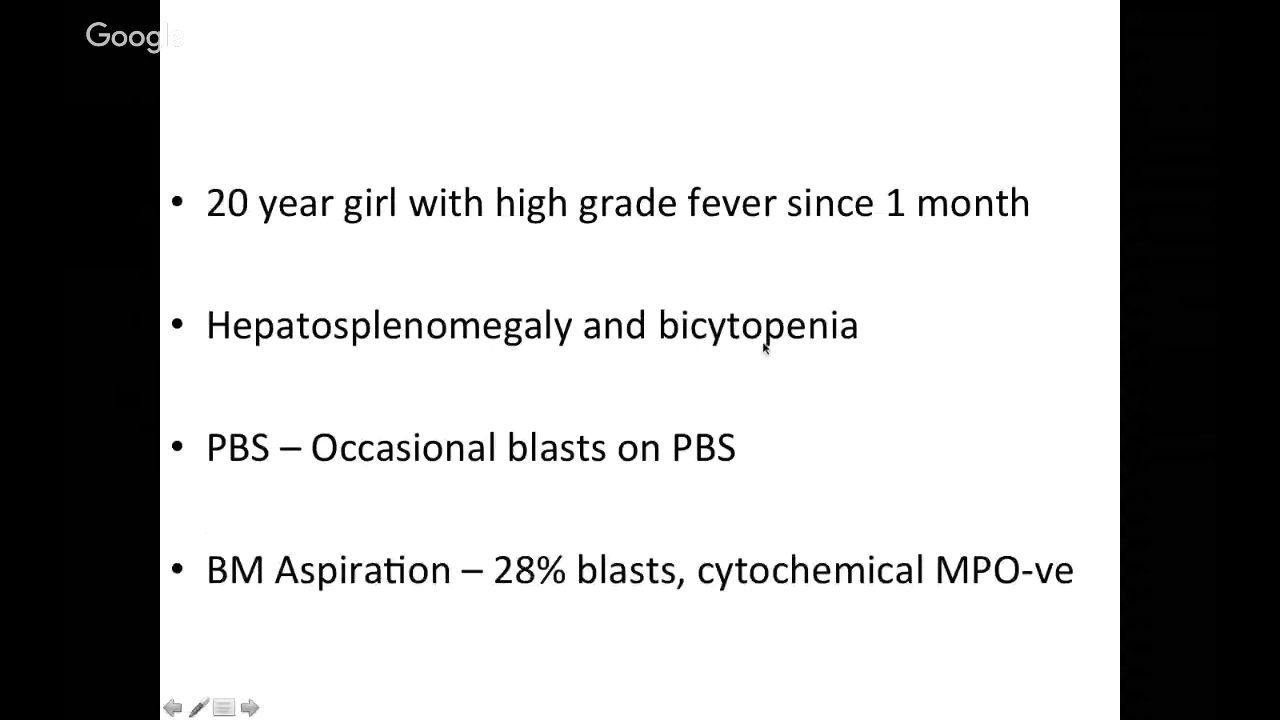 Google
• 20 year girl with high grade fever since 1 month
• Hepatosplenomegaly and bicytopenia
• PBS – Occasional blasts on PBS
• BM Aspiration – 28% blasts, cytochemical MPO-ve